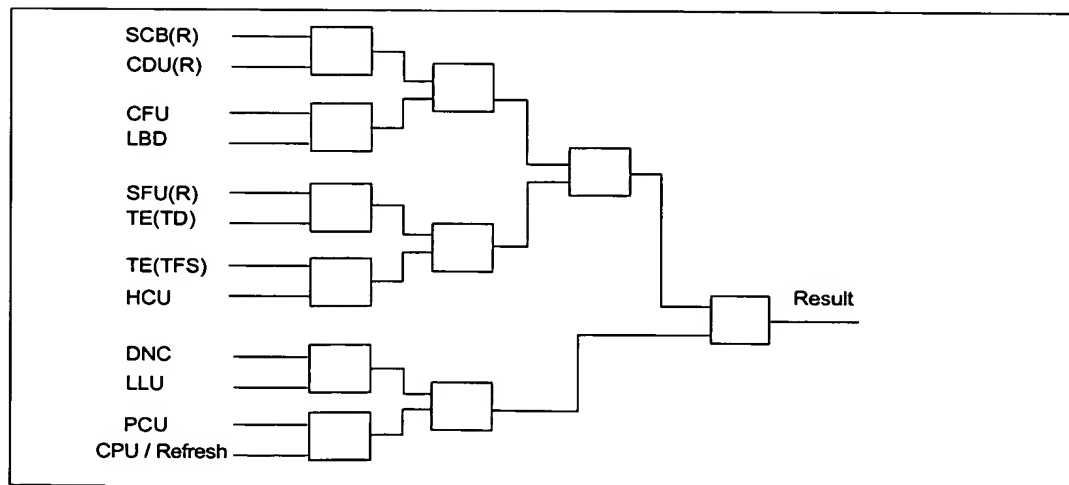 SCB(R)
CDU(R)
CFU
LBD
SFU(R)
TE(TD)
TE(TFS)
HCU
Result
DNC
LLU
PCU
CPU / Refresh